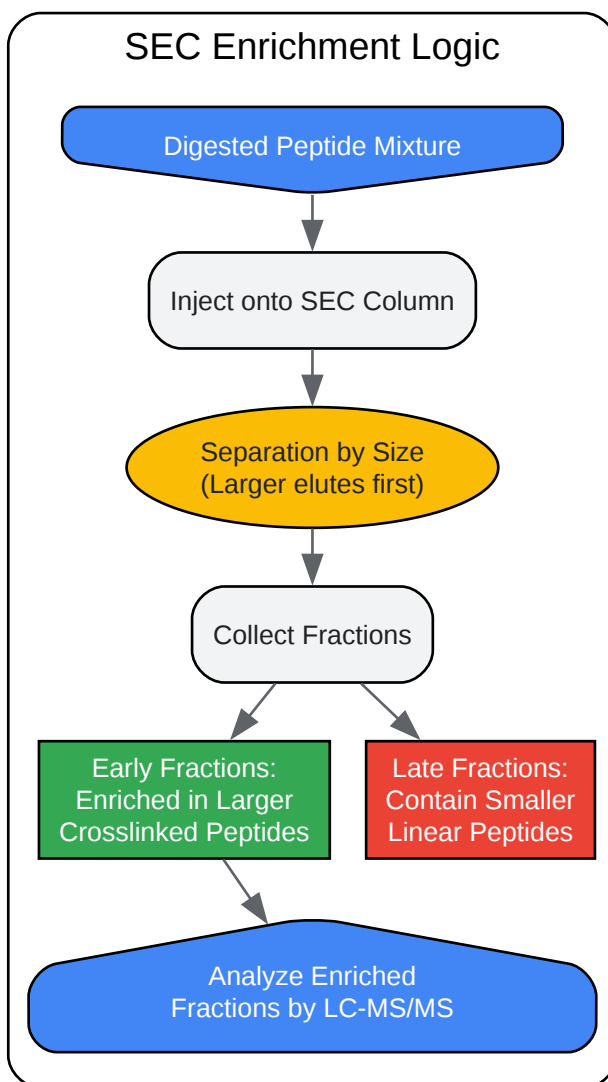 SEC Enrichment Logic
Digested Peptide Mixture
Inject onto SEC Column
Separation by Size
(Larger elutes first)
Collect Fractions
Early Fractions:
Enriched in Larger
Crosslinked Peptides
Late Fractions:
Contain Smaller
Linear Peptides
Analyze Enriched
Fractions by LC-MS/MS